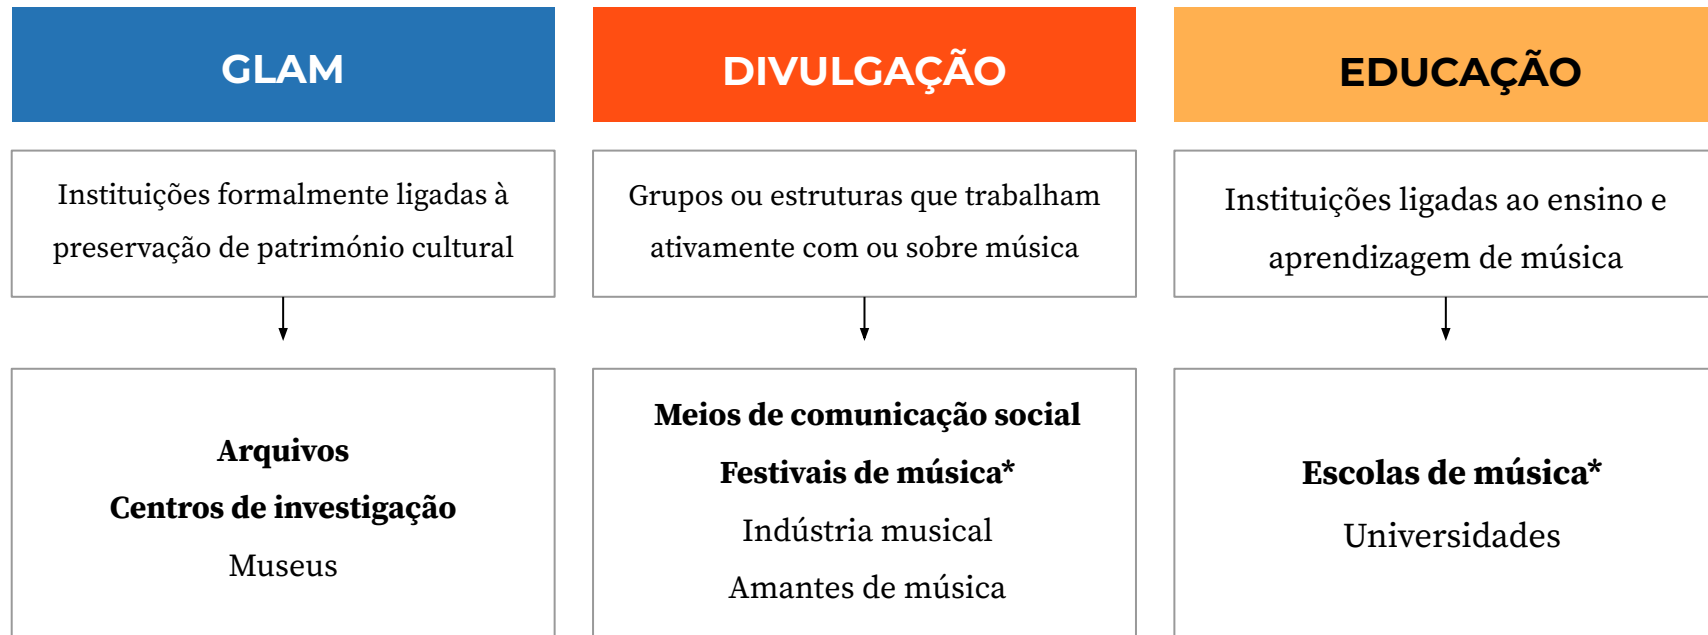 GLAM
Instituições formalmente ligadas à
preservação de património cultural
Arquivos
Centros de investigação
Museus
DIVULGAÇÃO
Grupos ou estruturas que trabalham
ativamente com ou sobre música
Meios de comunicação social
Festivais de música*
Indústria musical
Amantes de música
EDUCAÇÃO
Instituições ligadas ao ensino e
aprendizagem de música
Escolas de música*
Universidades